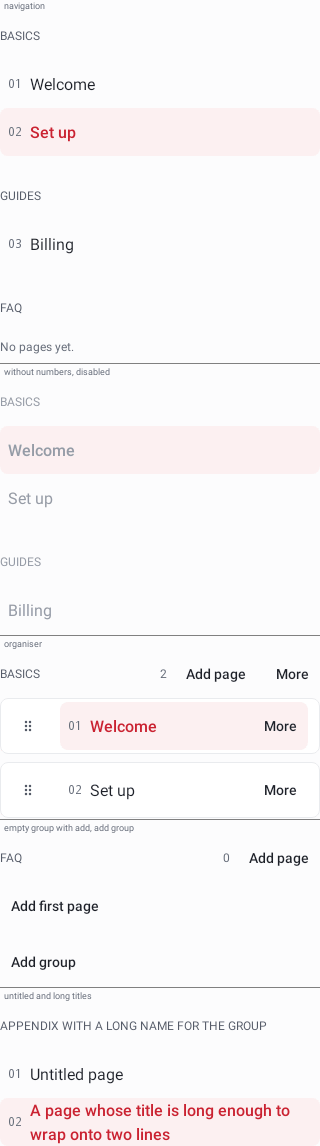 navigation
BASICS
01 Welcome
02 Set up
GUIDES
03 Billing
FAQ
No pages yet.
without numbers, disabled
BASICS
Welcome
Set up
GUIDES
Billing
organiser
BASICS 2 Add page More
01 Welcome More
02 Set up More
empty group with add, add group
FAQ 0 Add page
Add first page
Add group
untitled and long titles
APPENDIX WITH A LONG NAME FOR THE GROUP
01 Untitled page
02 A page whose title is long enough to
wrap onto two lines